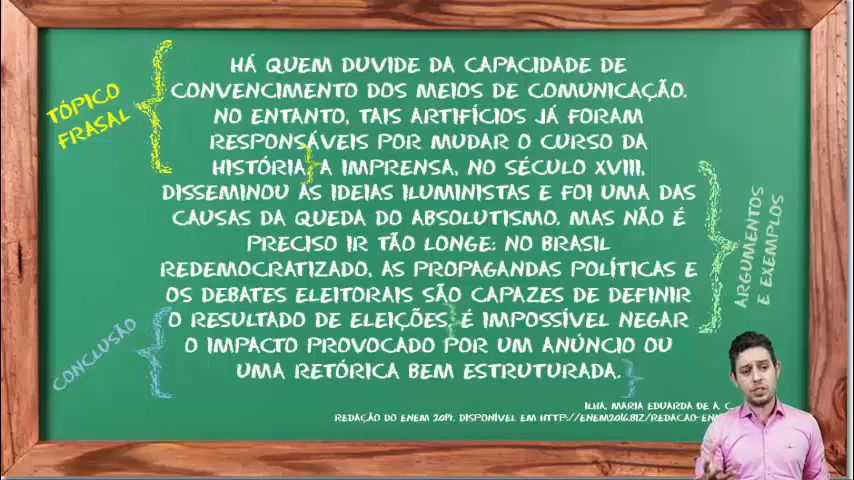 HÁ QUEM DUVIDE DA CAPACIDADE DE
CONVENCIMENTO DOS MEIOS DE COMUNICAÇÃO.
NO ENTANTO, TAIS ARTIFÍCIOS JÁ FORAM
RESPONSÁVEIS POR MUDAR O CURSO DA
HISTÓRIA. A IMPRENSA, NO SÉCULO XVIII,
DISSEMINOU AS IDEIAS ILUMINISTAS E FOI UMA DAS
CAUSAS DA QUEDA DO ABSOLUTISMO. MAS NÃO É
PRECISO IR TÃO LONGE: NO BRASIL
REDEMOCRATIZADO, AS PROPAGANDAS POLÍTICAS E
OS DEBATES ELEITORAIS SÃO CAPAZES DE DEFINIR
O RESULTADO DE ELEIÇÕES. É IMPOSSÍVEL NEGAR
O IMPACTO PROVOCADO POR UM ANÚNCIO OU
UMA RETÓRICA BEM ESTRUTURADA.
TÓPICO
FRASAL
ARGUMENTOS
E EXEMPLOS
CONCLUSÃO
ILHA, MARIA EDUARDA DE A. C.
REDAÇÃO DO ENEM 2014. DISPONÍVEL EM HTTP://ENEM2016.BIZ/REDACAO-EN